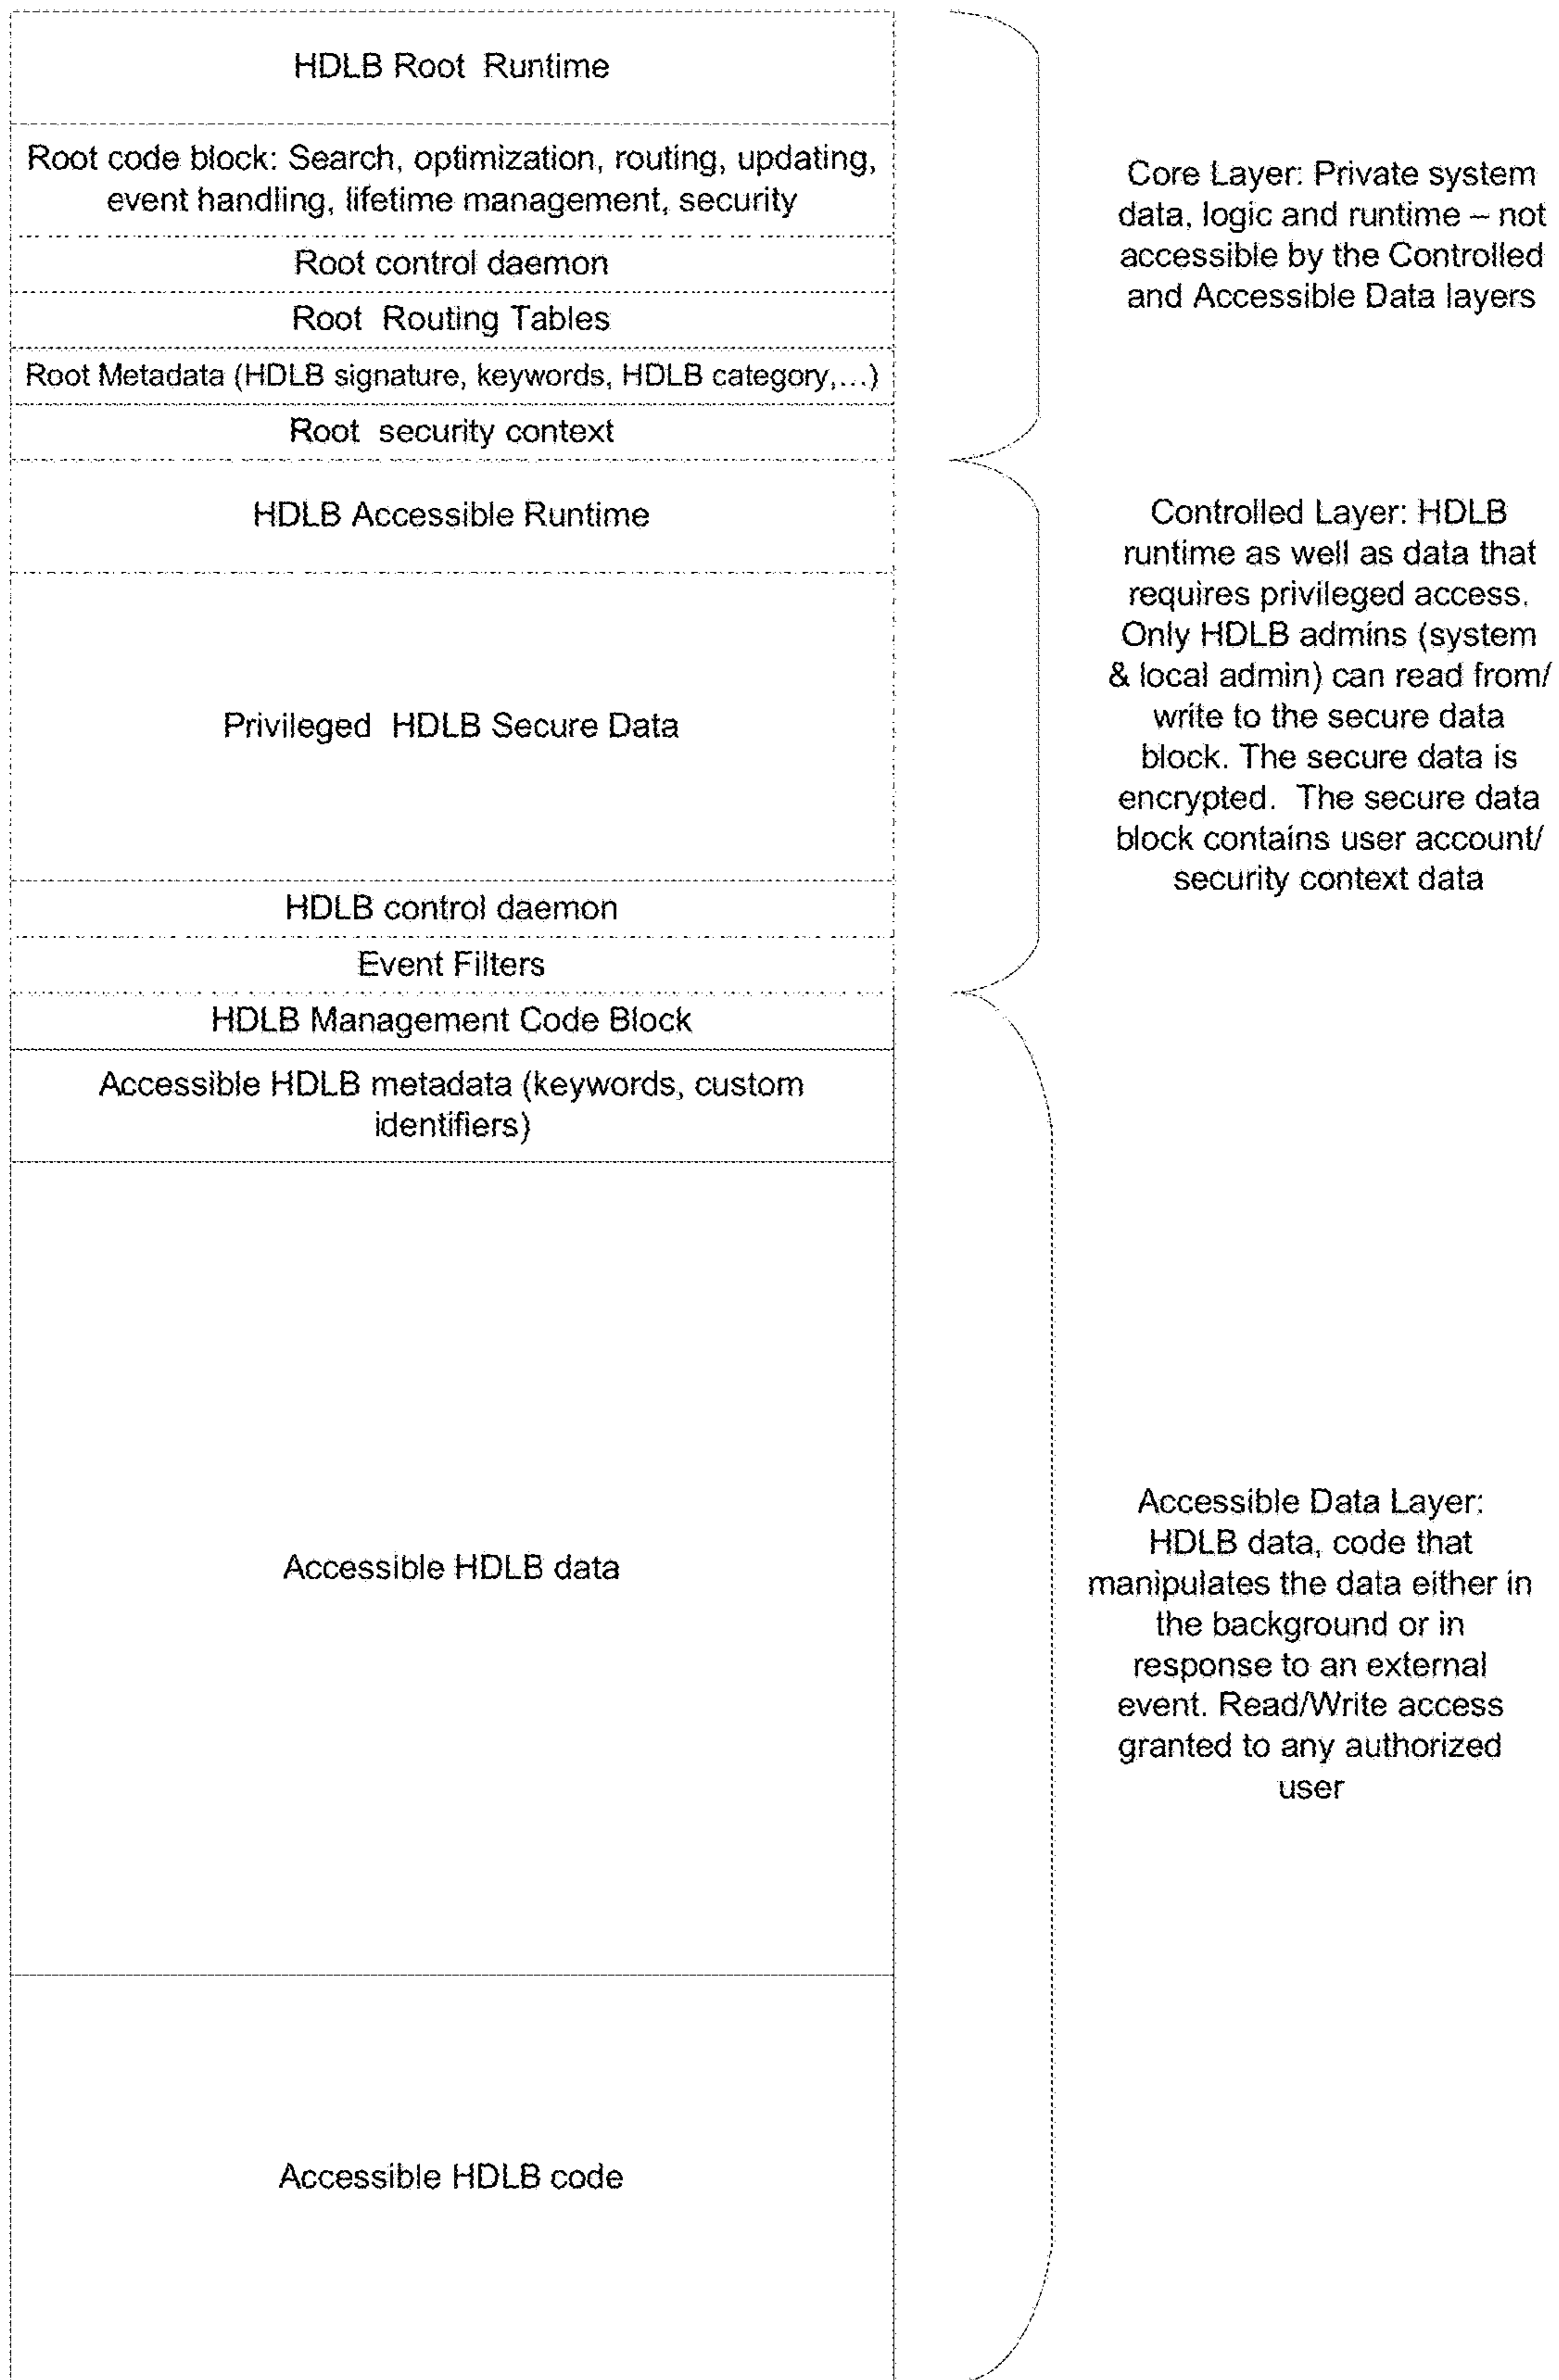 HDLB Root Runtime
Root code block: Search, optimization, routing, updating,
event handling, lifetime management, security
Root control daemon
Root Routing Tables
Root Metadata (HDLB signature, keywords, HDLB category,...)
Root security context
Core Layer: Private system
data, logic and runtime – not
accessible by the Controlled
and Accessible Data layers
HDLB Accessible Runtime
Privileged HDLB Secure Data
HDLB control daemon
Event Filters
Controlled Layer: HDLB
runtime as well as data that
requires privileged access.
Only HDLB admins (system
& local admin) can read from/
write to the secure data
block. The secure data is
encrypted. The secure data
block contains user account/
security context data
HDLB Management Code Block
Accessible HDLB metadata (keywords, custom
identifiers)
Accessible HDLB data
Accessible HDLB code
Accessible Data Layer:
HDLB data, code that
manipulates the data either in
the background or in
response to an external
event. Read/Write access
granted to any authorized
user